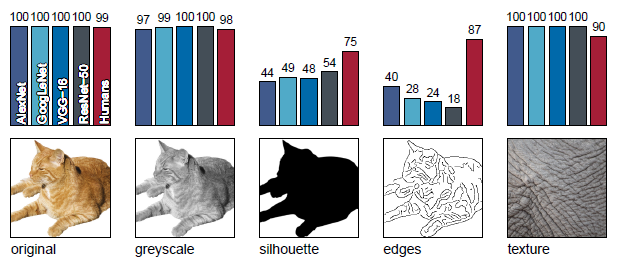 100 100 100 100 99
97 99 100 100 98
44 49 48 54 75
40 28 24 18 87
100 100 100 100 90
AlexNet
GoogLeNet
VGG-16
ResNet-50
Humans
original
greyscale
silhouette
edges
texture